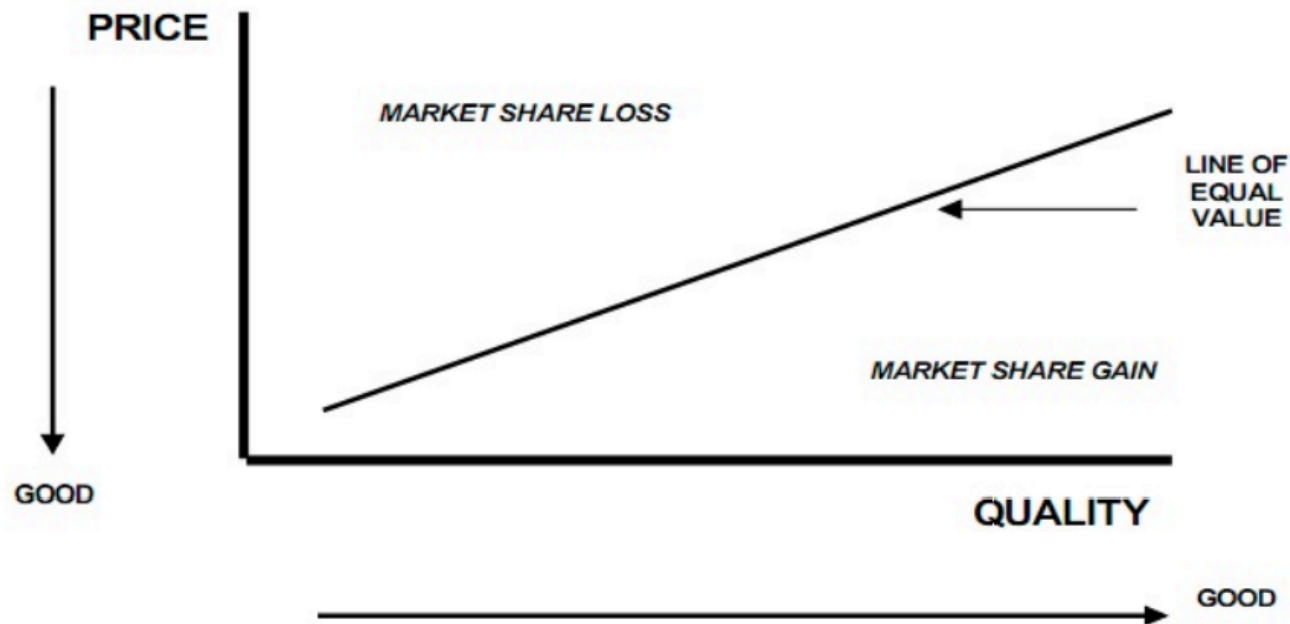 PRICE
MARKET SHARE LOSS
LINE OF
EQUAL
VALUE
MARKET SHARE GAIN
GOOD
QUALITY
GOOD